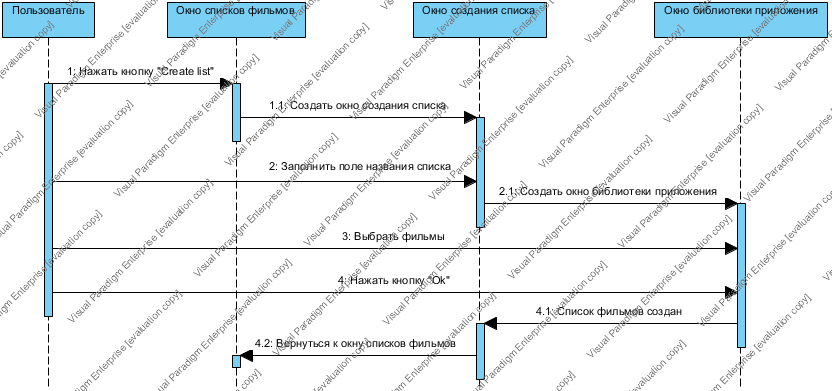 Пользователь
Окно списков фильмов
Окно создания списка
Окно библиотеки приложения
1: Нажать кнопку "Create list"
1.1: Создать окно создания списка
2: Заполнить поле названия списка
2.1: Создать окно библиотеки приложения
3: Выбрать фильмы
4: Нажать кнопку "Ok"
4.1: Список фильмов создан
4.2: Вернуться к окну списков фильмов
Visual Paradigm Enterprise [evaluation copy]